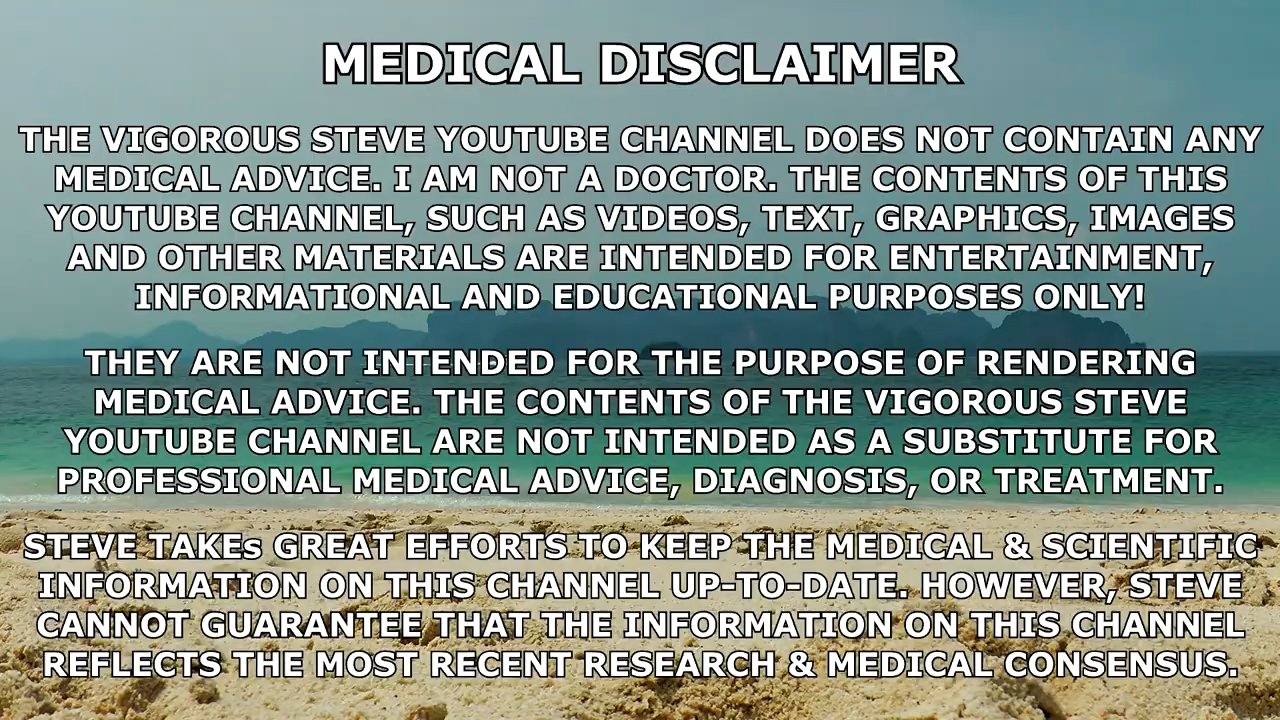 MEDICAL DISCLAIMER
THE VIGOROUS STEVE YOUTUBE CHANNEL DOES NOT CONTAIN ANY
MEDICAL ADVICE. I AM NOT A DOCTOR. THE CONTENTS OF THIS
YOUTUBE CHANNEL, SUCH AS VIDEOS, TEXT, GRAPHICS, IMAGES
AND OTHER MATERIALS ARE INTENDED FOR ENTERTAINMENT,
INFORMATIONAL AND EDUCATIONAL PURPOSES ONLY!
THEY ARE NOT INTENDED FOR THE PURPOSE OF RENDERING
MEDICAL ADVICE. THE CONTENTS OF THE VIGOROUS STEVE
YOUTUBE CHANNEL ARE NOT INTENDED AS A SUBSTITUTE FOR
PROFESSIONAL MEDICAL ADVICE, DIAGNOSIS, OR TREATMENT.
STEVE TAKEs GREAT EFFORTS TO KEEP THE MEDICAL & SCIENTIFIC
INFORMATION ON THIS CHANNEL UP-TO-DATE. HOWEVER, STEVE
CANNOT GUARANTEE THAT THE INFORMATION ON THIS CHANNEL
REFLECTS THE MOST RECENT RESEARCH & MEDICAL CONSENSUS.